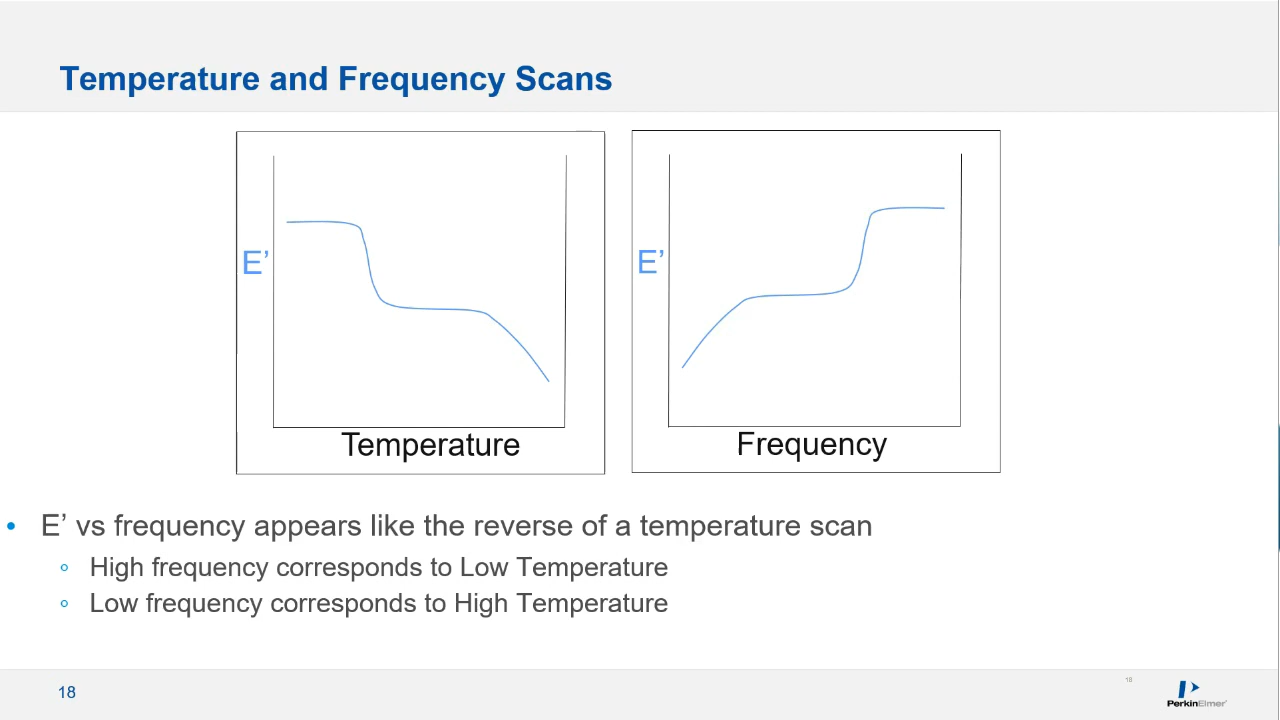 Temperature and Frequency Scans
E’
Temperature
E’
Frequency
• E’ vs frequency appears like the reverse of a temperature scan
◦ High frequency corresponds to Low Temperature
◦ Low frequency corresponds to High Temperature
18
18
PerkinElmer